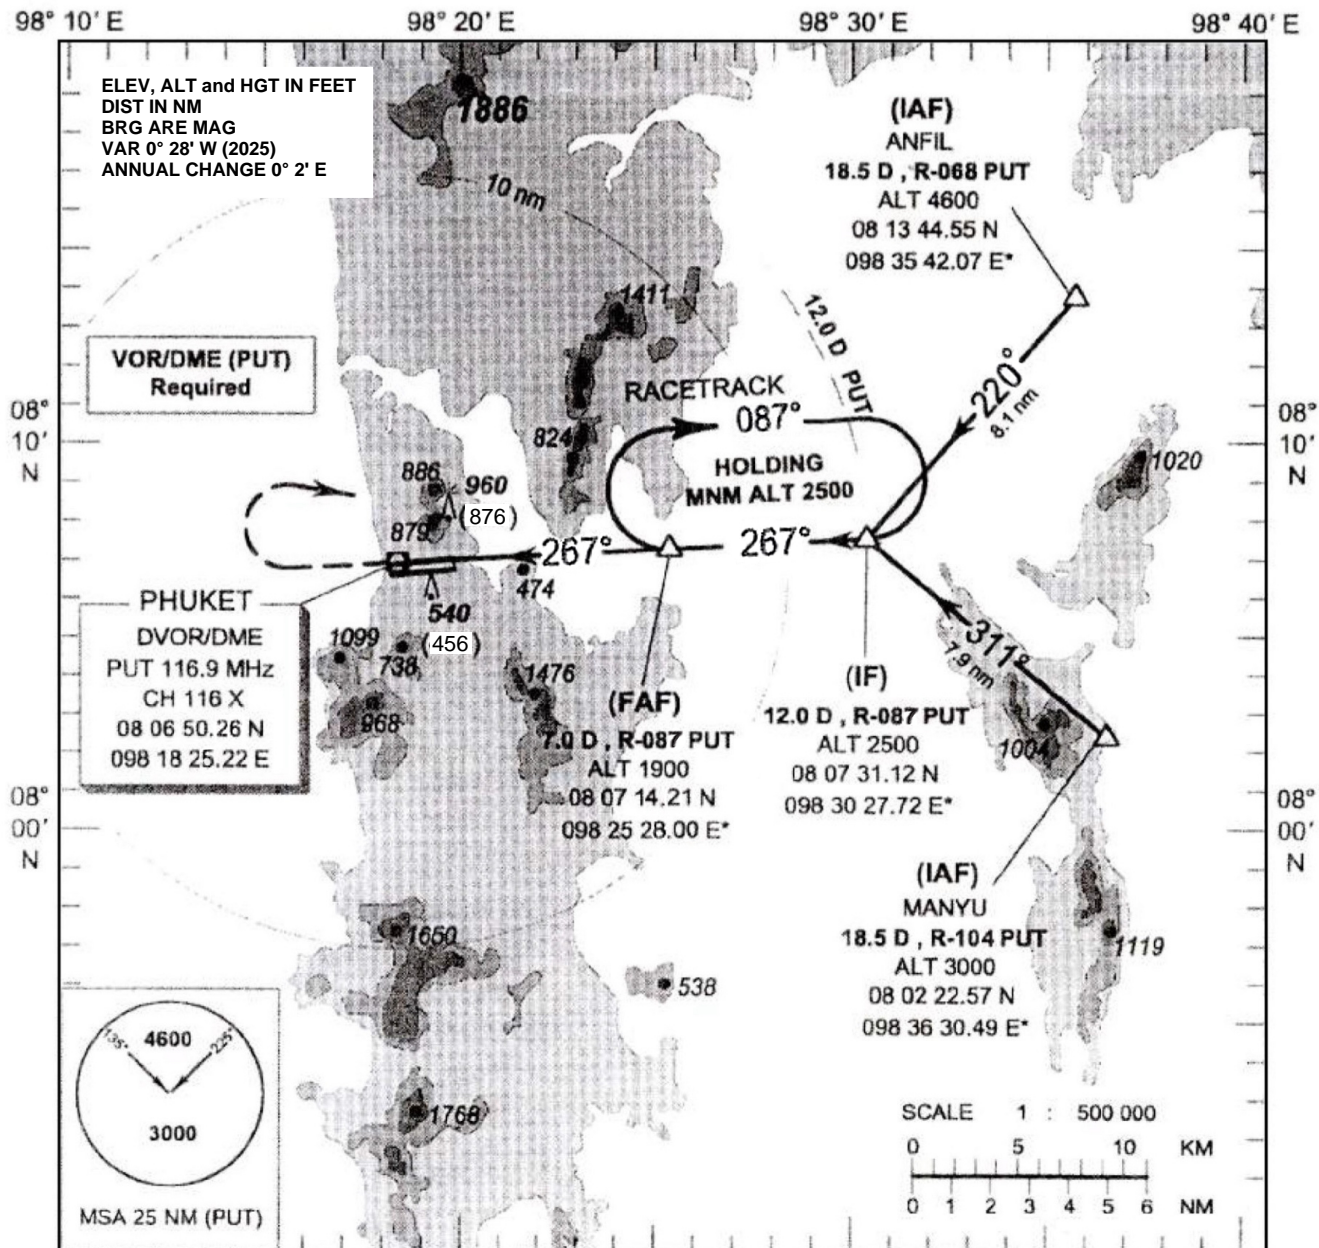 98° 10' E
98° 20' E
98° 30' E
98° 40' E
ELEV, ALT and HGT IN FEET
DIST IN NM
BRG ARE MAG
VAR 0° 28' W (2025)
ANNUAL CHANGE 0° 2' E
1886
10 nm
(IAF)
ANFIL
18.5 D , R-068 PUT
ALT 4600
08 13 44.55 N
098 35 42.07 E*
VOR/DME (PUT)
Required
1411
12.0 D PUT
RACETRACK
087°
220°
8.1 nm
08°
10'
N
08°
10'
N
824
HOLDING
MNM ALT 2500
1020
886
960
(876)
879
267°
267°
474
PHUKET
DVOR/DME
PUT 116.9 MHz
CH 116 X
08 06 50.26 N
098 18 25.22 E
540
(456)
1099
738
968
1476
311°
7.9 nm
(FAF)
7.0 D , R-087 PUT
ALT 1900
08 07 14.21 N
098 25 28.00 E*
(IF)
12.0 D , R-087 PUT
ALT 2500
08 07 31.12 N
098 30 27.72 E*
1004
08°
00'
N
08°
00'
N
(IAF)
MANYU
18.5 D , R-104 PUT
ALT 3000
08 02 22.57 N
098 36 30.49 E*
1119
1650
538
135°
4600
225°
3000
MSA 25 NM (PUT)
1768
SCALE 1 : 500 000
0 5 10 KM
0 1 2 3 4 5 6 NM